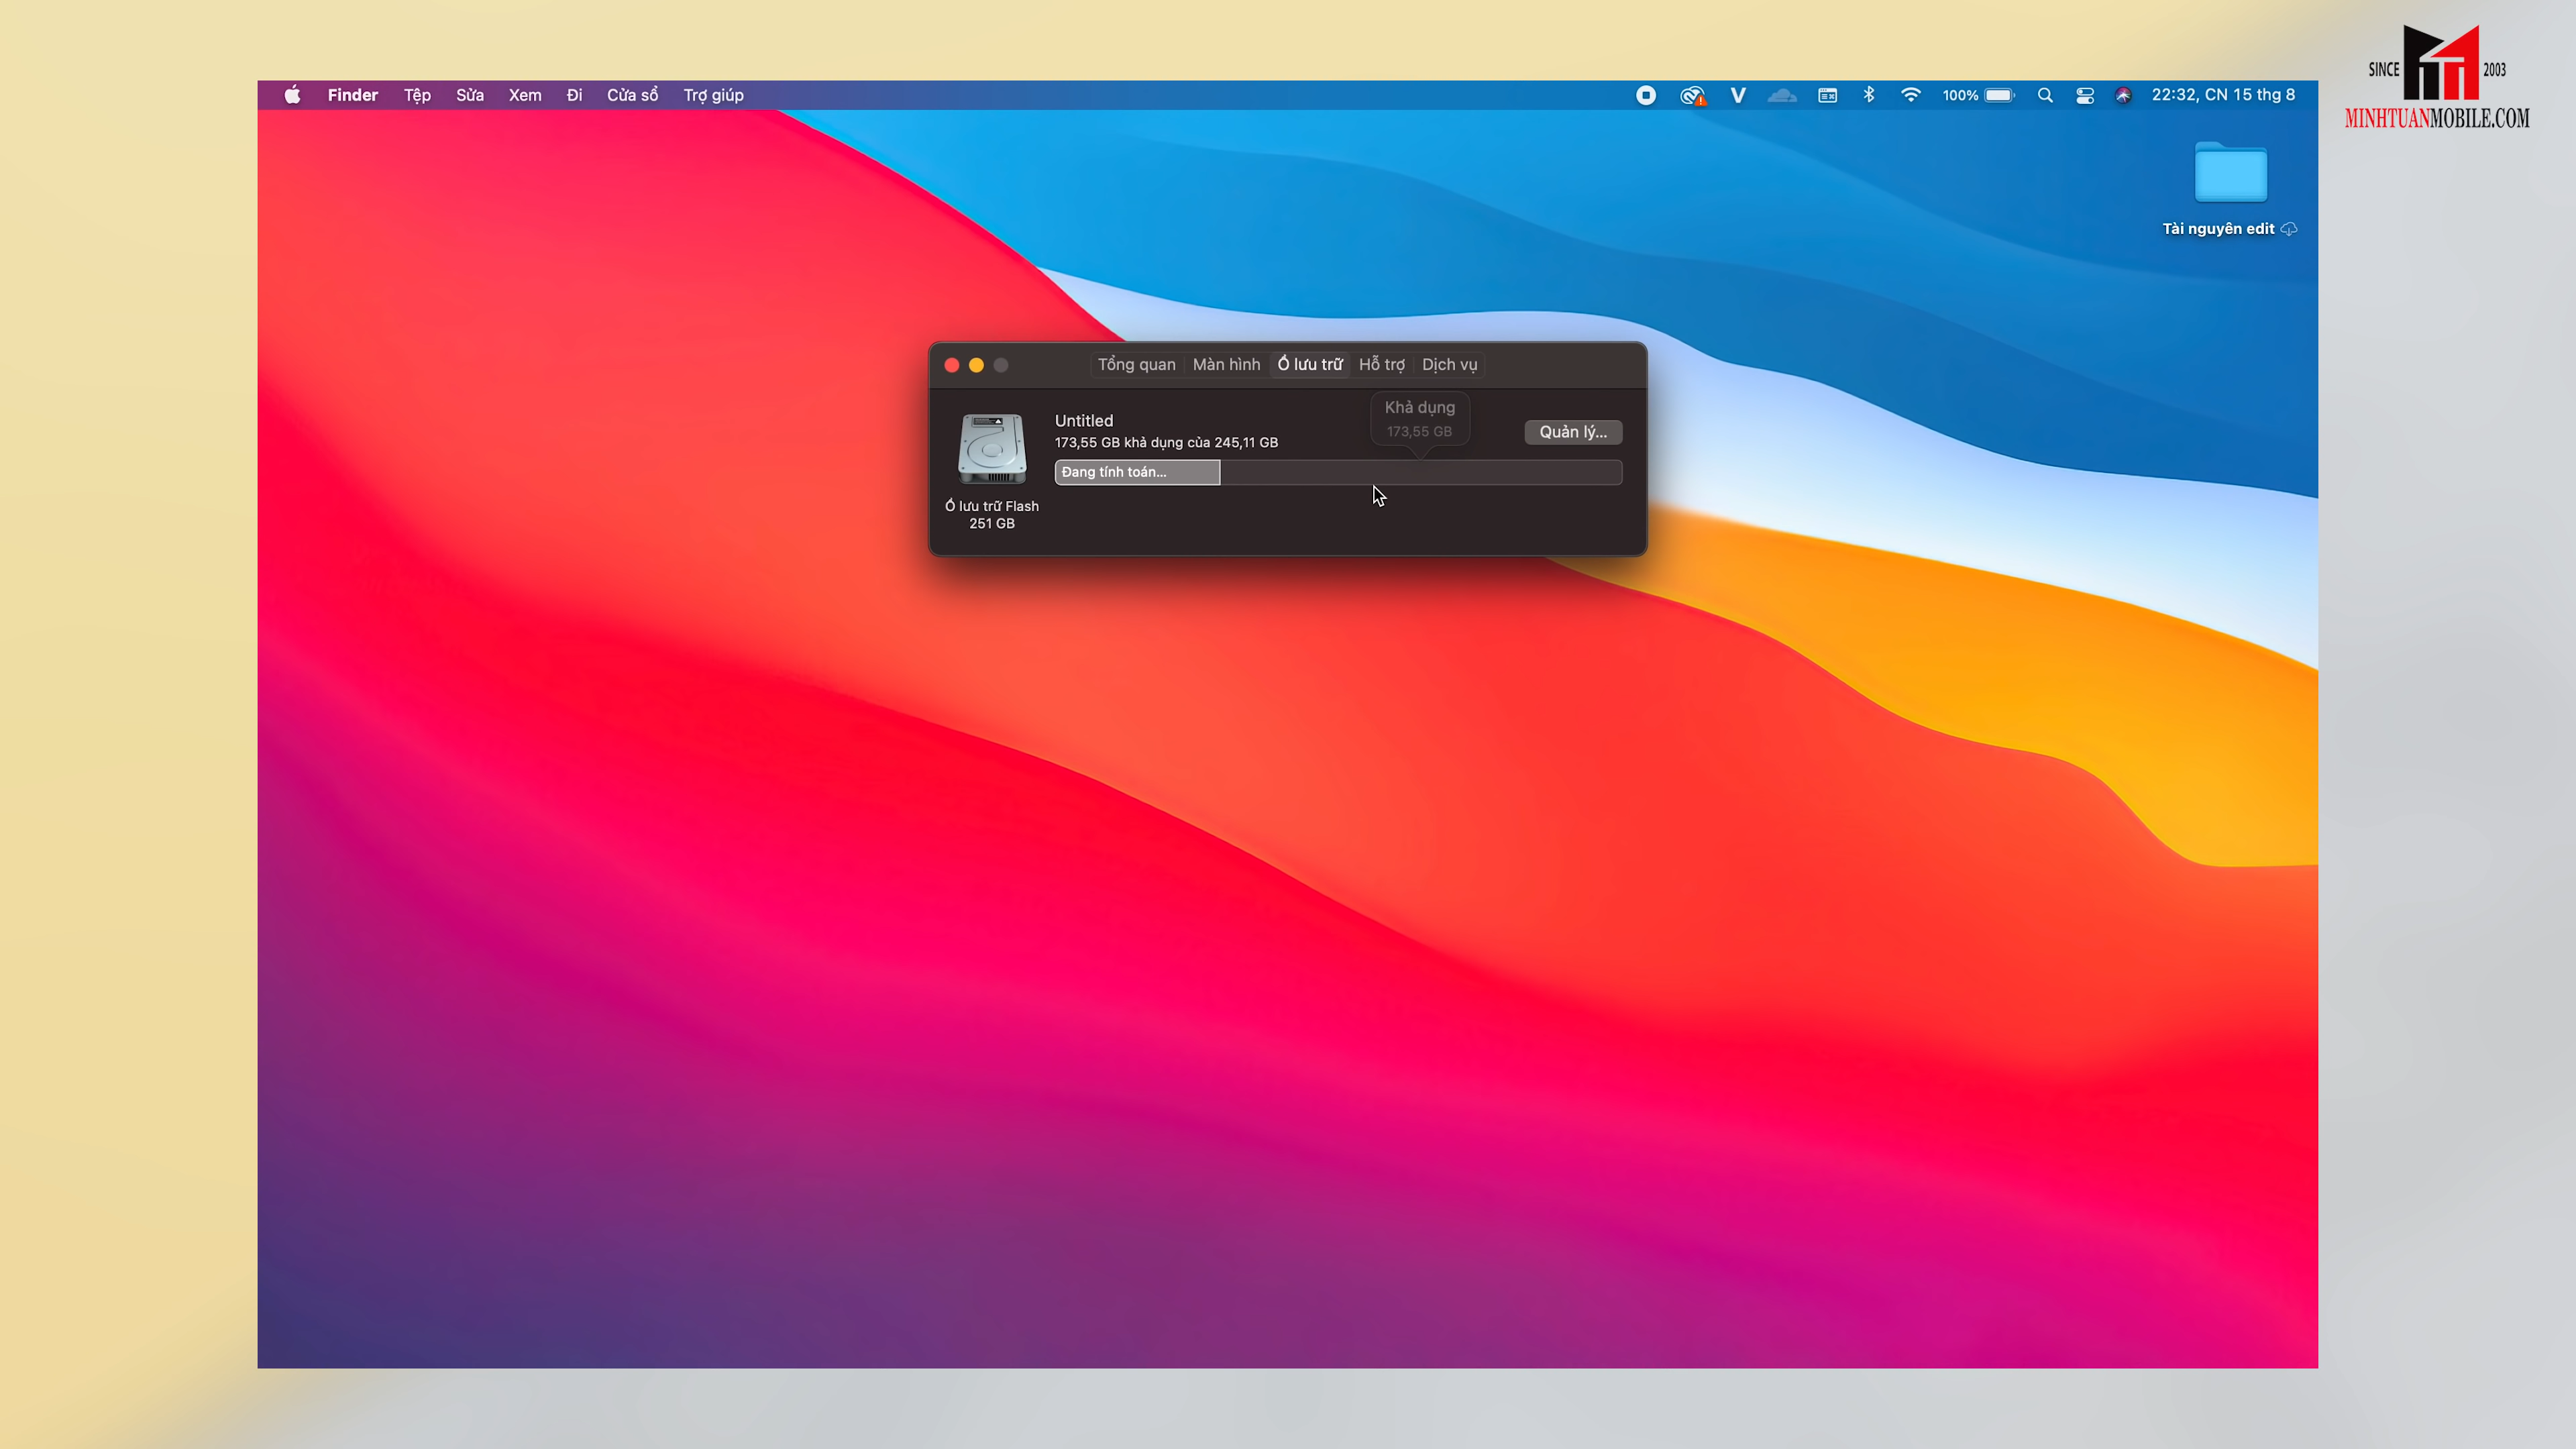 SINCE 2003
MINHTUANMOBILE.COM
Finder Tệp Sửa Xem Đi Cửa sổ Trợ giúp
100% 22:32, CN 15 thg 8
Tài nguyên edit
Tổng quan Màn hình Ổ lưu trữ Hỗ trợ Dịch vụ
Khả dụng
173,55 GB
Untitled
173,55 GB khả dụng của 245,11 GB
Quản lý...
Đang tính toán...
Ổ lưu trữ Flash
251 GB